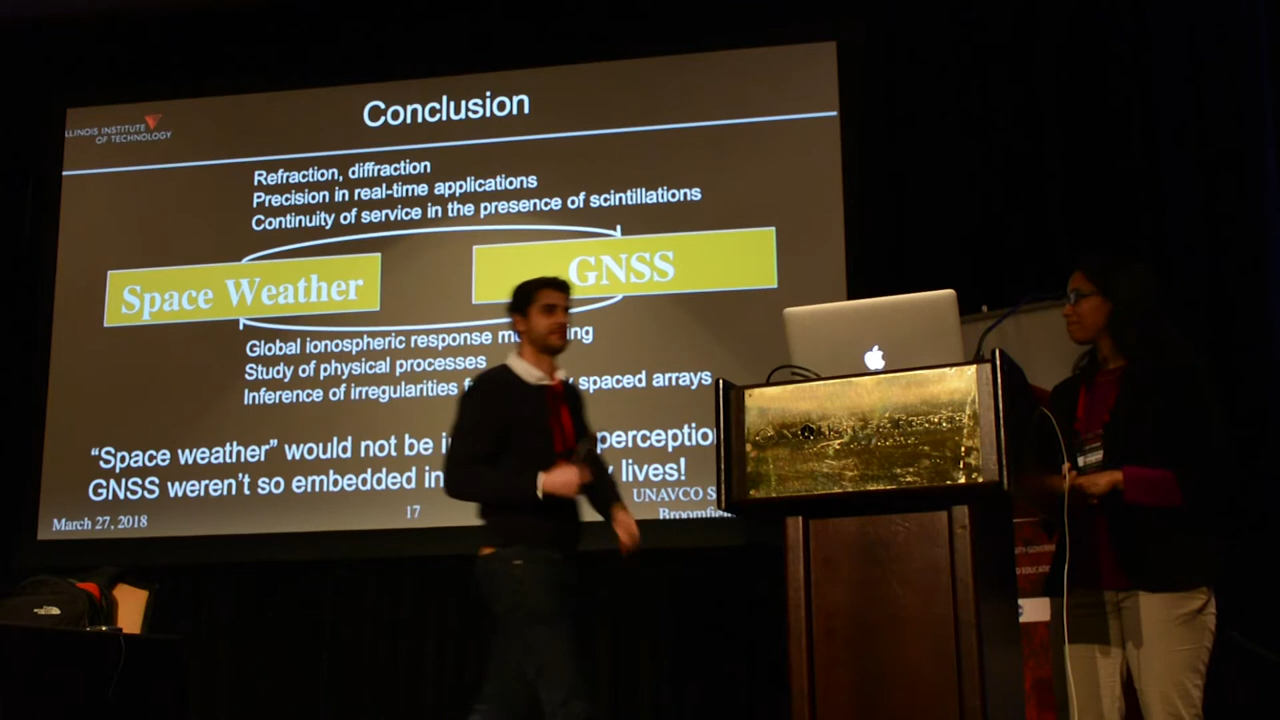 Conclusion
ILLINOIS INSTITUTE
OF TECHNOLOGY
Refraction, diffraction
Precision in real-time applications
Continuity of service in the presence of scintillations
Space Weather
GNSS
Global ionospheric response
Study of physical processes
Inference of irregularities spaced arrays
“Space weather” would not be perceptio
GNSS weren't so embedded in lives!
March 27, 2018
17
UNAVCO S
Broomfie